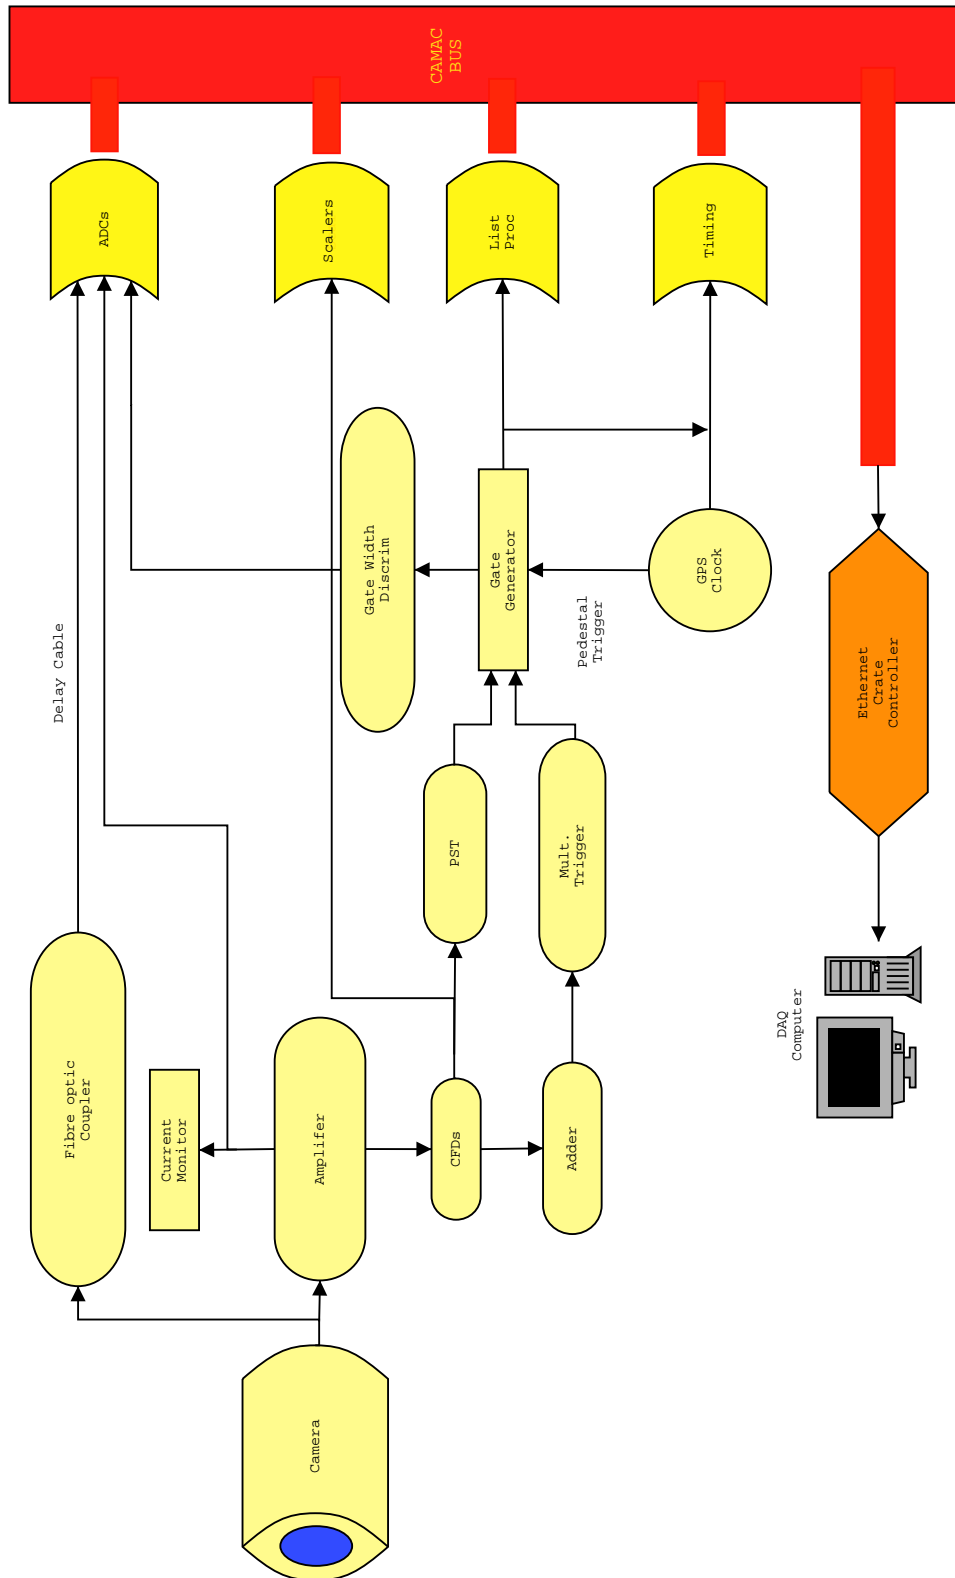 CAMAC
BUS
ADCs
Scalers
List
Proc
Timing
Gate Width
Discrim
Gate
Generator
GPS
Clock
Pedestal
Trigger
Delay Cable
Ethernet
Crate
Controller
PST
Mult.
Trigger
DAQ
Computer
Fibre optic
Coupler
Current
Monitor
Amplifer
CFDs
Adder
Camera